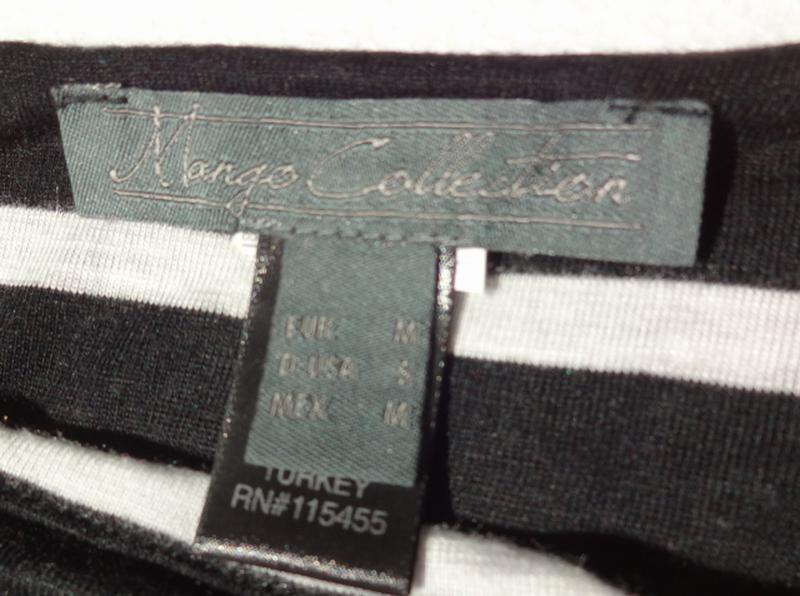 Mango Collection
EUR M
D-USA S
MEX M
TURKEY
RN#115455